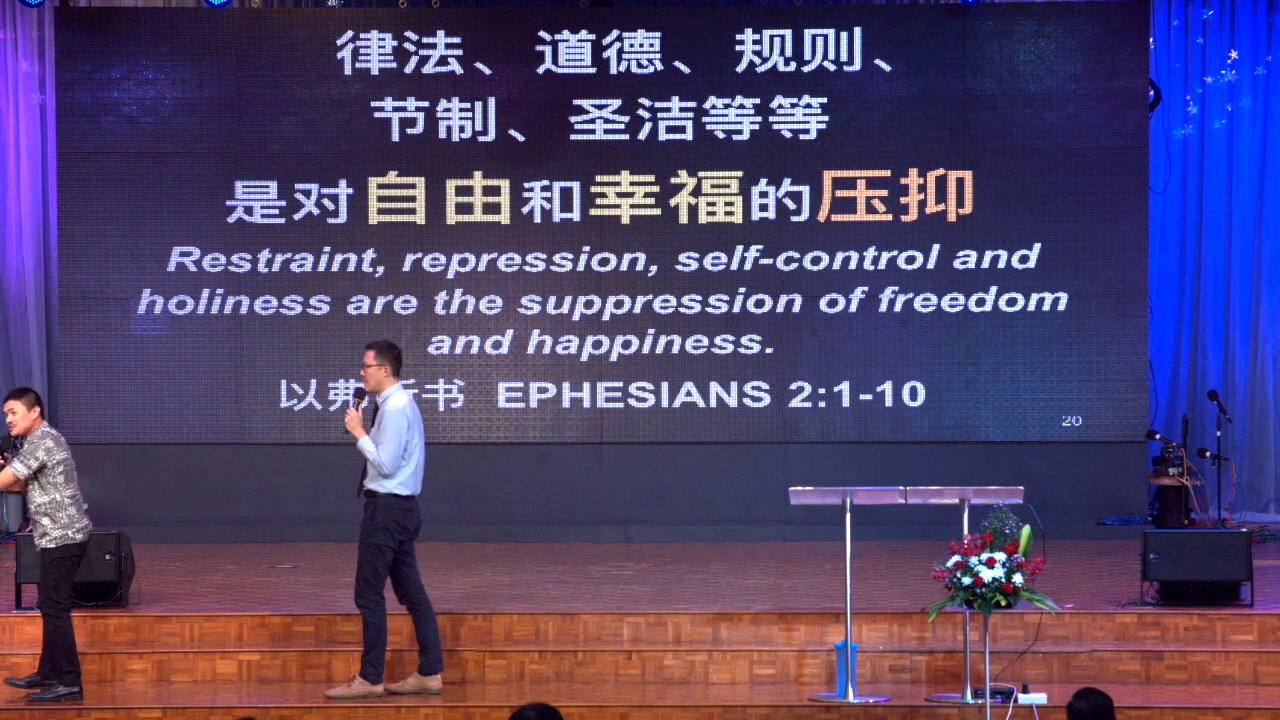 律法、道德、规则、
节制、圣洁等等
是对自由和幸福的压抑
Restraint, repression, self-control and
holiness are the suppression of freedom
and happiness.
以弗所书 EPHESIANS 2:1-10
20